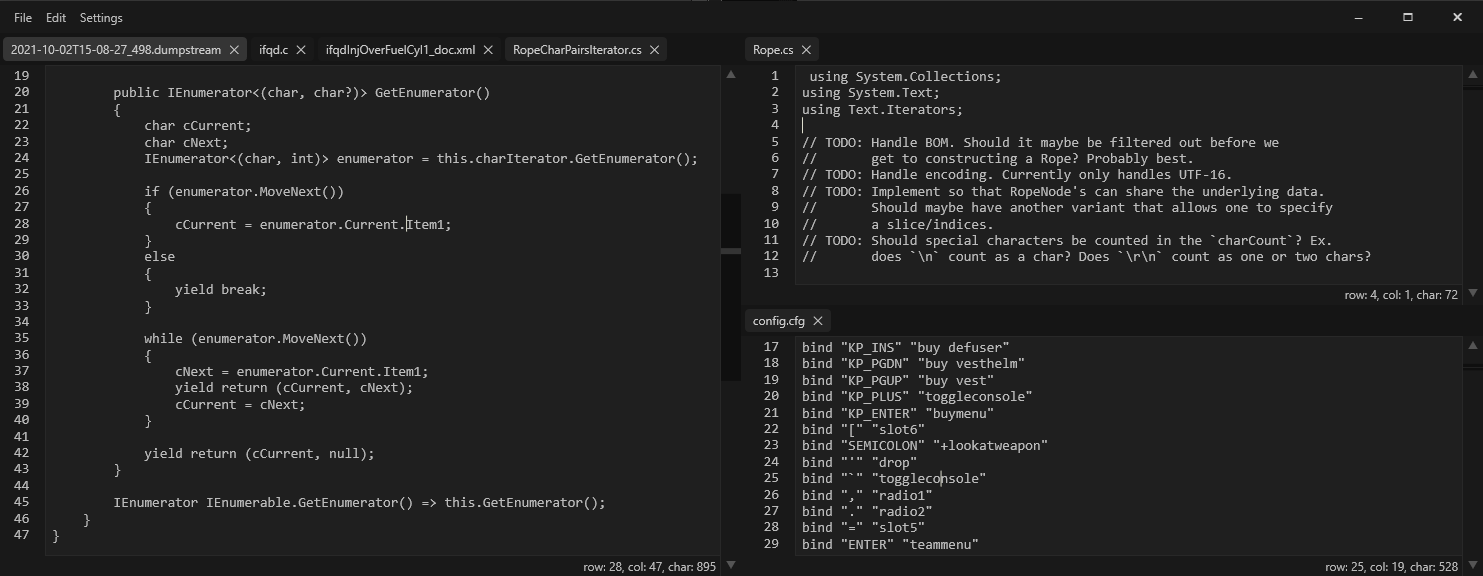 File Edit Settings
2021-10-02T15-08-27_498.dumpstream ifqd.c ifqdInjOverFuelCyl1_doc.xml RopeCharPairsIterator.cs
19
20 public IEnumerator<(char, char?)> GetEnumerator()
21 {
22 char cCurrent;
23 char cNext;
24 IEnumerator<(char, int)> enumerator = this.charIterator.GetEnumerator();
25
26 if (enumerator.MoveNext())
27 {
28 cCurrent = enumerator.Current.Item1;
29 }
30 else
31 {
32 yield break;
33 }
34
35 while (enumerator.MoveNext())
36 {
37 cNext = enumerator.Current.Item1;
38 yield return (cCurrent, cNext);
39 cCurrent = cNext;
40 }
41
42 yield return (cCurrent, null);
43 }
44
45 IEnumerator IEnumerable.GetEnumerator() => this.GetEnumerator();
46 }
47 }
row: 28, col: 47, char: 895
Rope.cs
1 using System.Collections;
2 using System.Text;
3 using Text.Iterators;
4
5 // TODO: Handle BOM. Should it maybe be filtered out before we
6 // get to constructing a Rope? Probably best.
7 // TODO: Handle encoding. Currently only handles UTF-16.
8 // TODO: Implement so that RopeNode's can share the underlying data.
9 // Should maybe have another variant that allows one to specify
10 // a slice/indices.
11 // TODO: Should special characters be counted in the `charCount`? Ex.
12 // does `\n` count as a char? Does `\r\n` count as one or two chars?
13
row: 4, col: 1, char: 72
config.cfg
17 bind "KP_INS" "buy defuser"
18 bind "KP_PGDN" "buy vesthelm"
19 bind "KP_PGUP" "buy vest"
20 bind "KP_PLUS" "toggleconsole"
21 bind "KP_ENTER" "buymenu"
22 bind "[" "slot6"
23 bind "SEMICOLON" "+lookatweapon"
24 bind "'" "drop"
25 bind "`" "toggleconsole"
26 bind "," "radio1"
27 bind "." "radio2"
28 bind "=" "slot5"
29 bind "ENTER" "teammenu"
row: 25, col: 19, char: 528